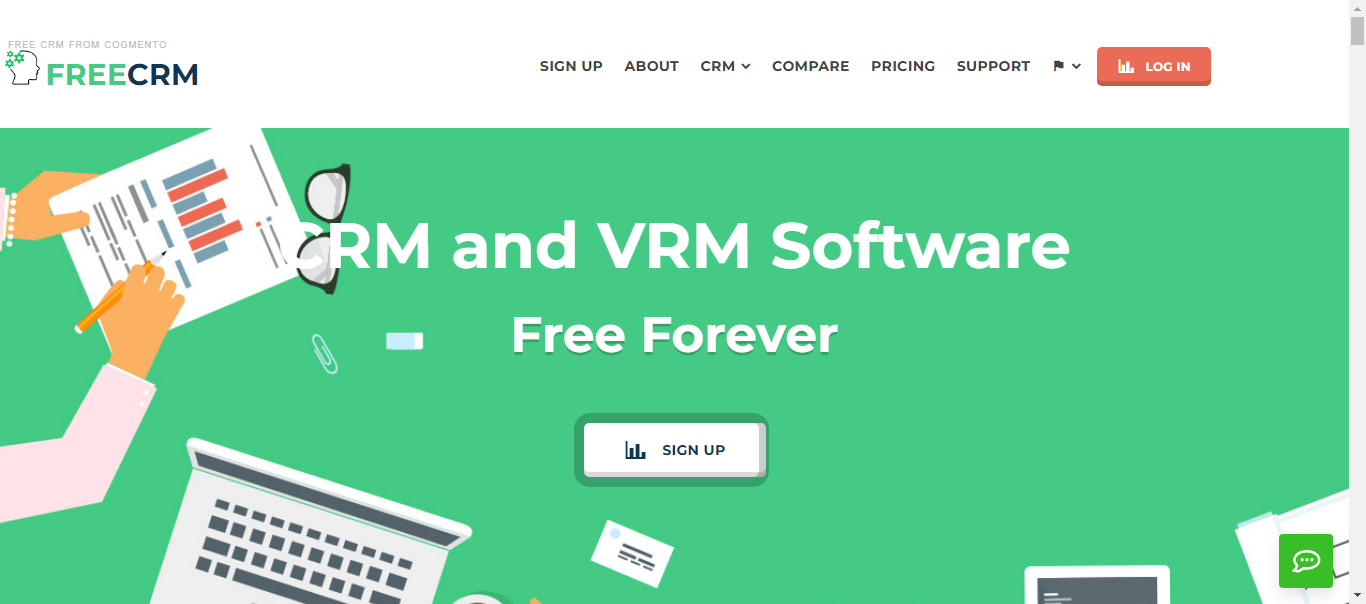 FREE CRM FROM COGMENTO
FREECRM
SIGN UP ABOUT CRM COMPARE PRICING SUPPORT LOG IN
CRM and VRM Software
Free Forever
SIGN UP